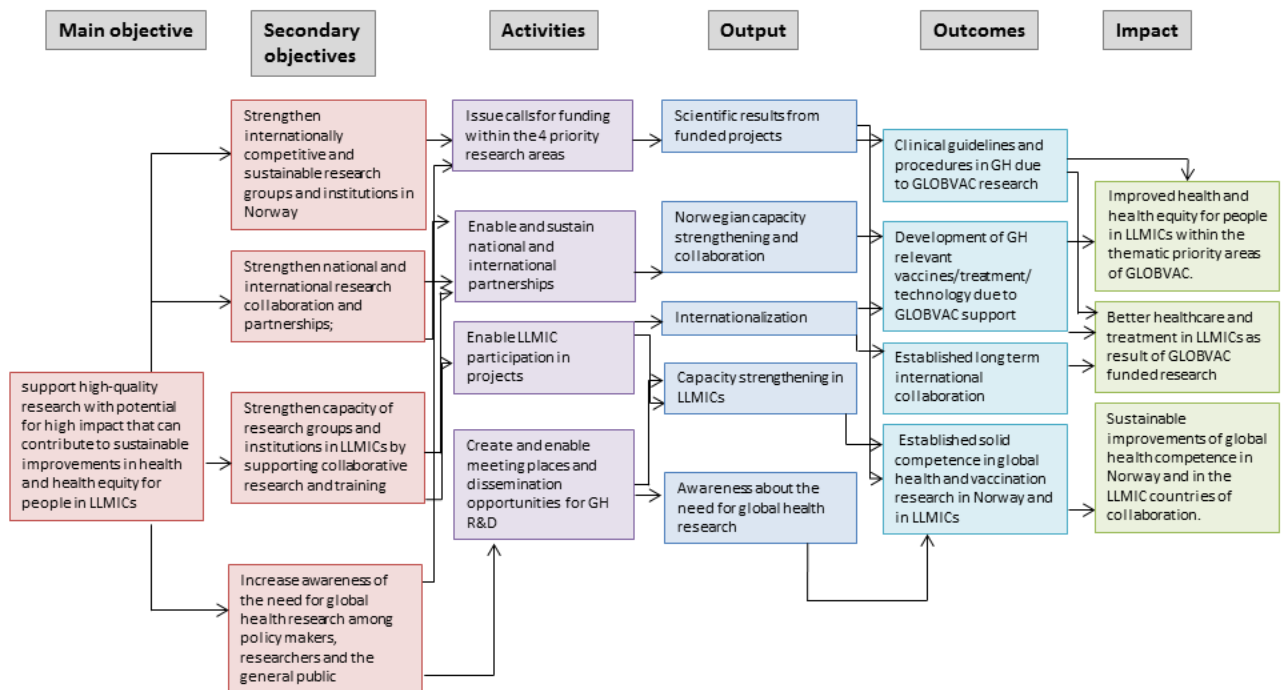 Main objective
Secondary
objectives
Activities
Output
Outcomes
Impact
support high-quality
research with potential
for high impact that can
contribute to sustainable
improvements in health
and health equity for
people in LLMICs
Strengthen
internationally
competitive and
sustainable research
groups and institutions in
Norway
Strengthen national and
international research
collaboration and
partnerships;
Strengthen capacity of
research groups and
institutions in LLMICs by
supporting collaborative
research and training
Increase awareness of
the need for global
health research among
policy makers,
researchers and the
general public
Issue calls for funding
within the 4 priority
research areas
Enable and sustain
national and
international
partnerships
Enable LLMIC
participation in
projects
Create and enable
meeting places and
dissemination
opportunities for GH
R&D
Scientific results from
funded projects
Norwegian capacity
strengthening and
collaboration
Internationalization
Capacity strengthening in
LLMICs
Awareness about the
need for global health
research
Clinical guidelines and
procedures in GH due to
GLOBVAC research
Development of GH
relevant
vaccines/treatment/
technology due to
GLOBVAC support
Established long term
international
collaboration
Established solid
competence in global
health and vaccination
research in Norway and
in LLMICs
Improved health and
health equity for people
in LLMICs within the
thematic priority areas
of GLOBVAC.
Better healthcare and
treatment in LLMICs as
result of GLOBVAC
funded research
Sustainable
improvements of global
health competence in
Norway and in the
LLMIC countries of
collaboration.